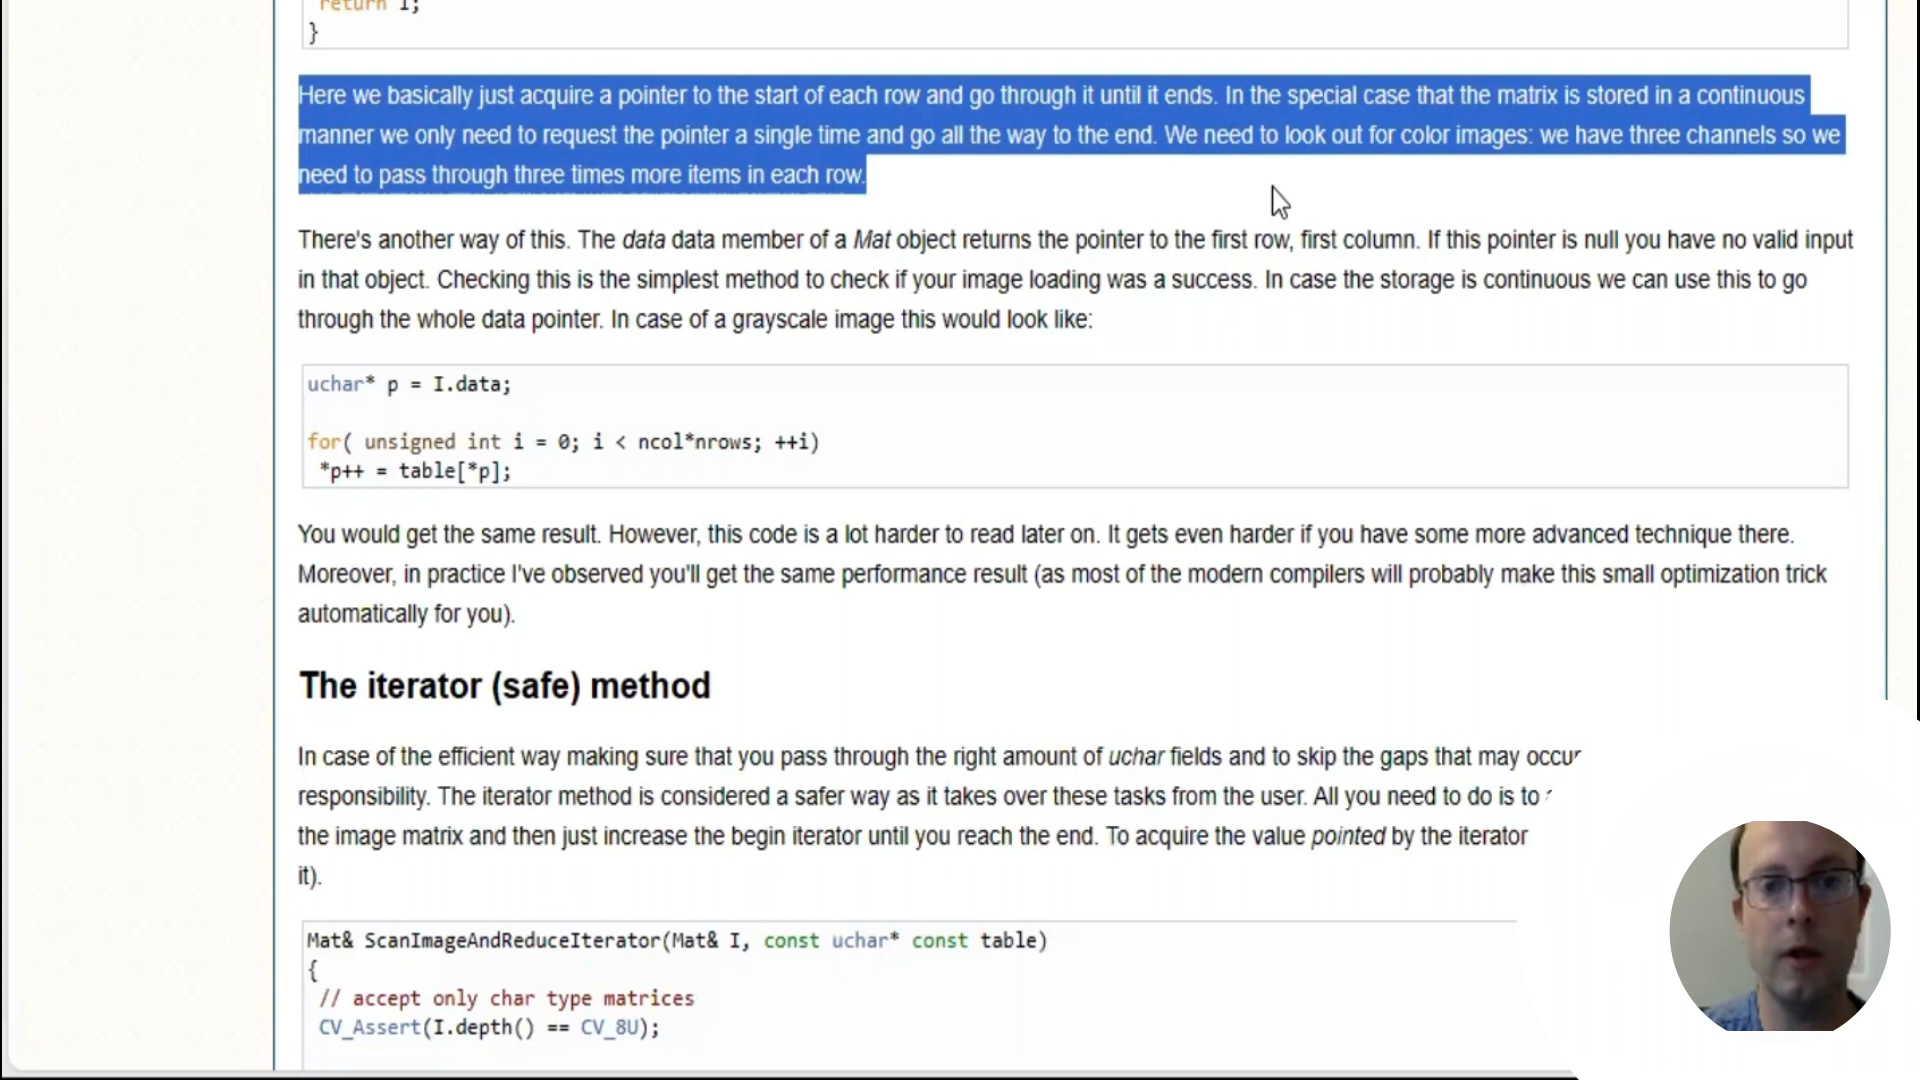 return I;
}
Here we basically just acquire a pointer to the start of each row and go through it until it ends. In the special case that the matrix is stored in a continuous
manner we only need to request the pointer a single time and go all the way to the end. We need to look out for color images: we have three channels so we
need to pass through three times more items in each row.
There's another way of this. The data data member of a Mat object returns the pointer to the first row, first column. If this pointer is null you have no valid input
in that object. Checking this is the simplest method to check if your image loading was a success. In case the storage is continuous we can use this to go
through the whole data pointer. In case of a grayscale image this would look like:
uchar* p = I.data;
for( unsigned int i = 0; i < ncol*nrows; ++i)
*p++ = table[*p];
You would get the same result. However, this code is a lot harder to read later on. It gets even harder if you have some more advanced technique there.
Moreover, in practice I've observed you'll get the same performance result (as most of the modern compilers will probably make this small optimization trick
automatically for you).
The iterator (safe) method
In case of the efficient way making sure that you pass through the right amount of uchar fields and to skip the gaps that may occur
responsibility. The iterator method is considered a safer way as it takes over these tasks from the user. All you need to do is to
the image matrix and then just increase the begin iterator until you reach the end. To acquire the value pointed by the iterator
it).
Mat& ScanImageAndReduceIterator(Mat& I, const uchar* const table)
{
// accept only char type matrices
CV_Assert(I.depth() == CV_8U);